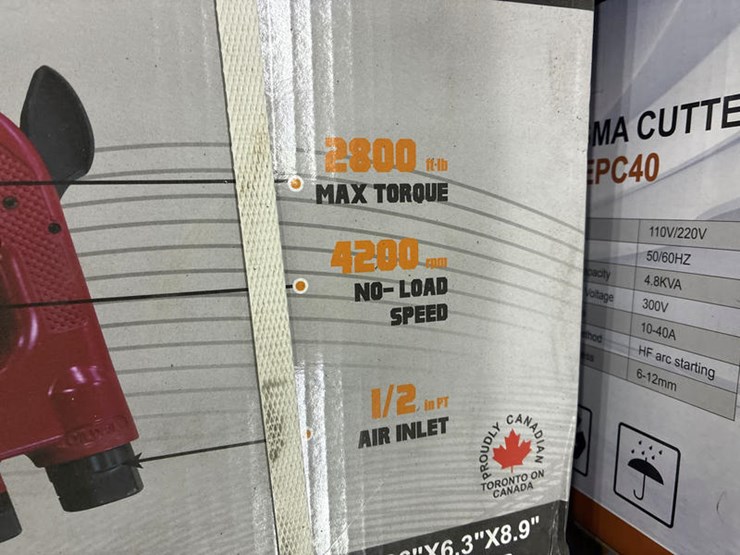 2800 ft-lb
MAX TORQUE
4200 rpm
NO-LOAD
SPEED
1/2 in PT
AIR INLET
PROUDLY CANADIAN
TORONTO ON
CANADA
"X6.3"X8.9"
MA CUTTE
EPC40
110V/220V
50/60HZ
pacity 4.8KVA
voltage 300V
hod 10-40A
ss HF arc starting
6-12mm